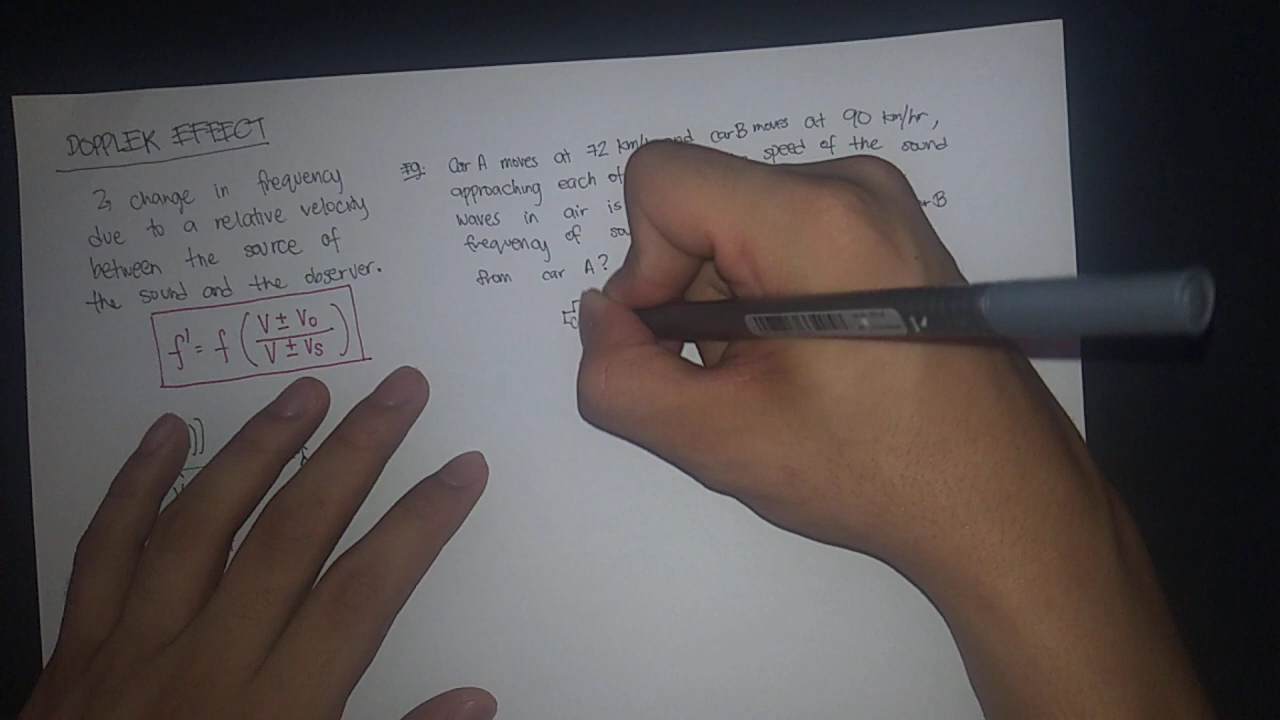 DOPPLER EFFECT
↳ change in frequency
due to a relative velocity
between the source of
the sound and the observer.
f' = f (V ± Vo / V ± Vs)
eg: Car A moves at 72 km/h and car B moves at 90 km/hr,
approaching each speed of the sound
waves in air is B
frequency of
from car A?